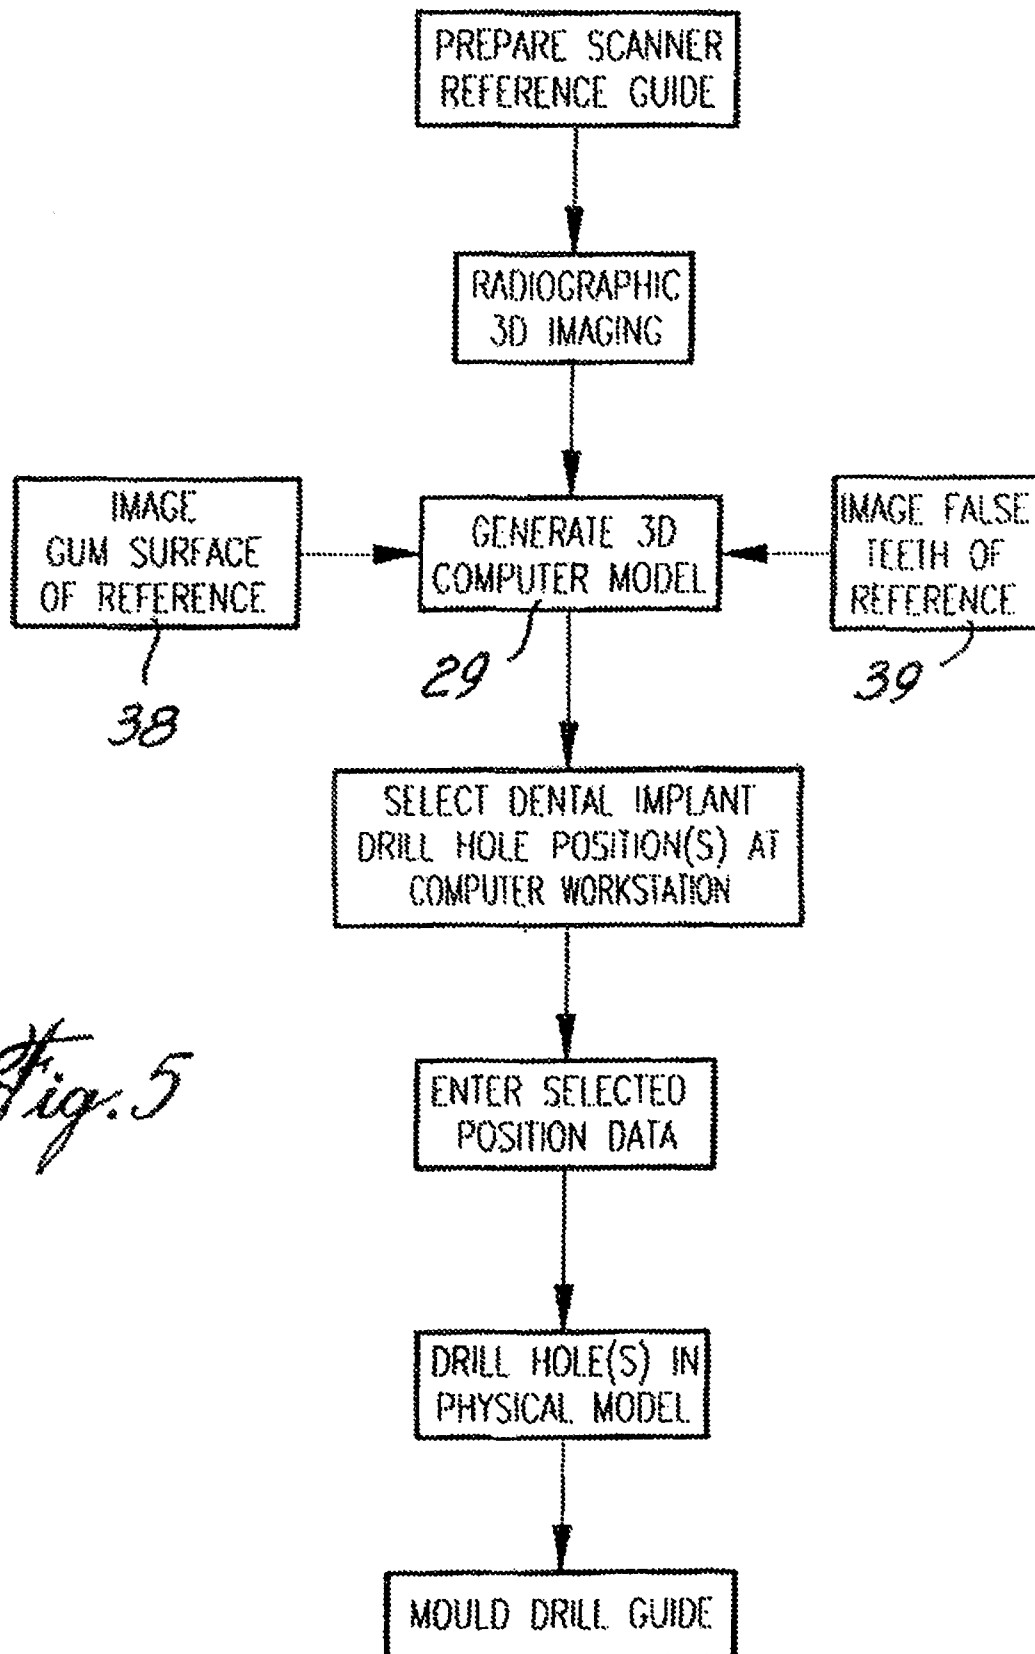 PREPARE SCANNER
REFERENCE GUIDE
RADIOGRAPHIC
3D IMAGING
IMAGE
GUM SURFACE
OF REFERENCE
38
GENERATE 3D
COMPUTER MODEL
29
IMAGE FALSE
TEETH OF
REFERENCE
39
SELECT DENTAL IMPLANT
DRILL HOLE POSITION(S) AT
COMPUTER WORKSTATION
ENTER SELECTED
POSITION DATA
Fig. 5
DRILL HOLE(S) IN
PHYSICAL MODEL
MOULD DRILL GUIDE